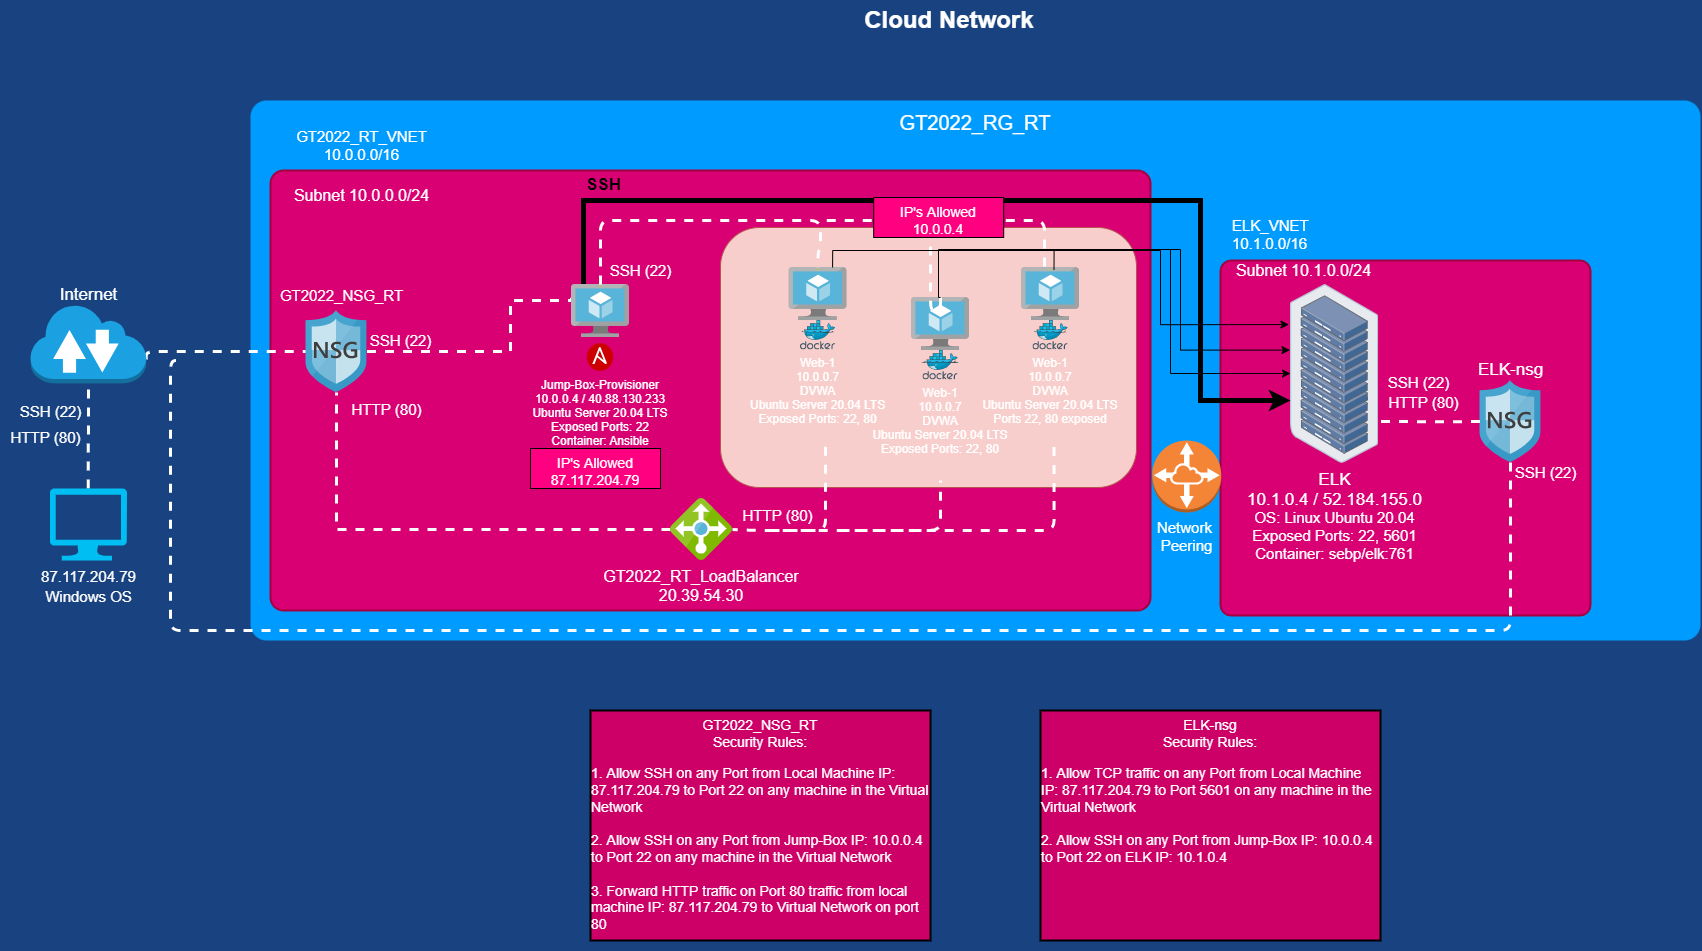 Cloud Network
GT2022_RG_RT
GT2022_RT_VNET
10.0.0.0/16
Subnet 10.0.0.0/24
SSH
IP's Allowed
10.0.0.4
SSH (22)
ELK_VNET
10.1.0.0/16
Subnet 10.1.0.0/24
Internet
GT2022_NSG_RT
NSG
SSH (22)
HTTP (80)
SSH (22)
HTTP (80)
87.117.204.79
Windows OS
Jump-Box-Provisioner
10.0.0.4 / 40.88.130.233
Ubuntu Server 20.04 LTS
Exposed Ports: 22
Container: Ansible
IP's Allowed
87.117.204.79
docker
Web-1
10.0.0.7
DVWA
Ubuntu Server 20.04 LTS
Exposed Ports: 22, 80
docker
Web-1
10.0.0.7
DVWA
Ubuntu Server 20.04 LTS
Exposed Ports: 22, 80
docker
Web-1
10.0.0.7
DVWA
Ubuntu Server 20.04 LTS
Ports 22, 80 exposed
HTTP (80)
GT2022_RT_LoadBalancer
20.39.54.30
Network
Peering
SSH (22)
HTTP (80)
ELK-nsg
NSG
SSH (22)
ELK
10.1.0.4 / 52.184.155.0
OS: Linux Ubuntu 20.04
Exposed Ports: 22, 5601
Container: sebp/elk:761
GT2022_NSG_RT
Security Rules:
1. Allow SSH on any Port from Local Machine IP:
87.117.204.79 to Port 22 on any machine in the Virtual
Network
2. Allow SSH on any Port from Jump-Box IP: 10.0.0.4
to Port 22 on any machine in the Virtual Network
3. Forward HTTP traffic on Port 80 traffic from local
machine IP: 87.117.204.79 to Virtual Network on port
80
ELK-nsg
Security Rules:
1. Allow TCP traffic on any Port from Local Machine
IP: 87.117.204.79 to Port 5601 on any machine in the
Virtual Network
2. Allow SSH on any Port from Jump-Box IP: 10.0.0.4
to Port 22 on ELK IP: 10.1.0.4